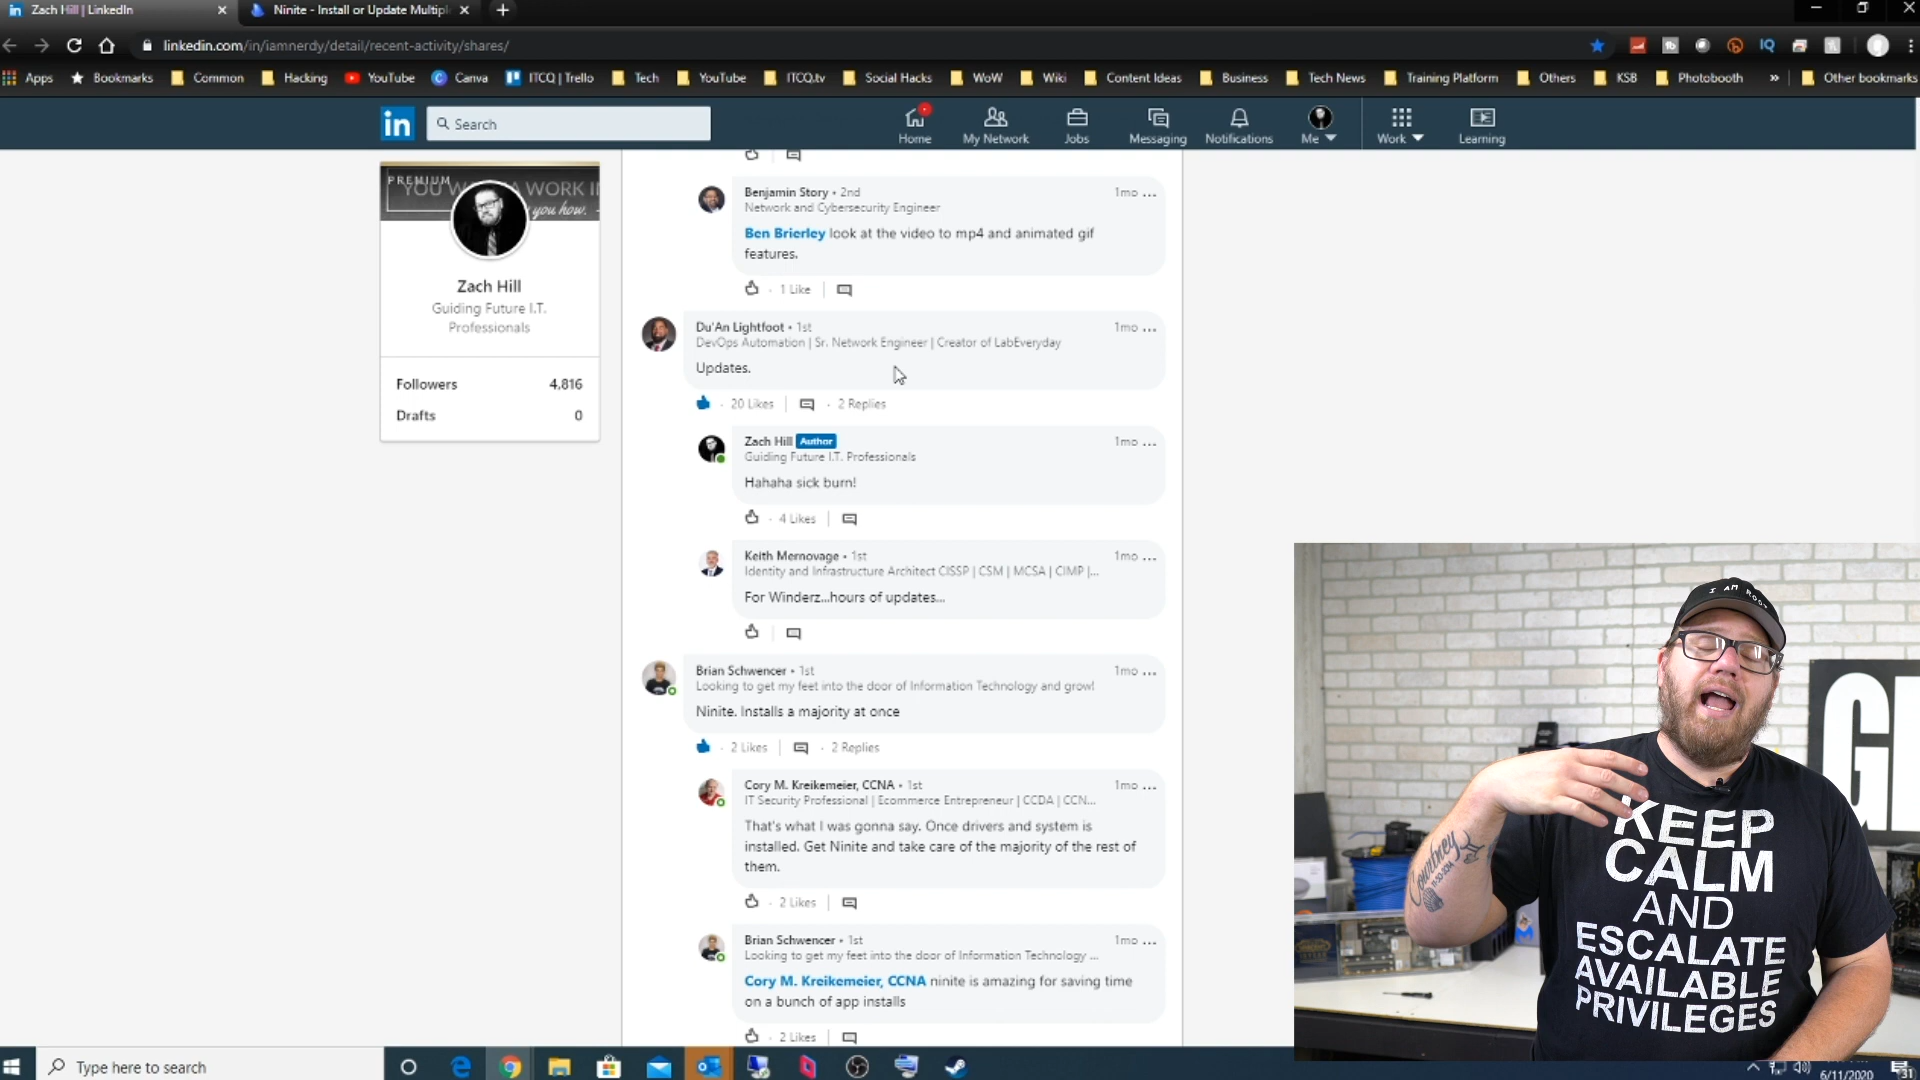 Zach Hill | LinkedIn
Ninite - Install or Update Multipl
linkedin.com/in/iamnerdy/detail/recent-activity/shares/
Apps Bookmarks Common Hacking YouTube Canva ITCQ | Trello Tech YouTube ITCQ.tv Social Hacks WoW Wiki Content Ideas Business Tech News Training Platform Others KSB Photobooth » Other bookmarks
in Search Home My Network Jobs Messaging Notifications Me Work Learning
PREMIUM
Zach Hill
Guiding Future I.T.
Professionals
Followers 4,816
Drafts 0
Benjamin Story • 2nd 1mo ...
Network and Cybersecurity Engineer
Ben Brierley look at the video to mp4 and animated gif
features.
1 Like
Du'An Lightfoot • 1st 1mo ...
DevOps Automation | Sr. Network Engineer | Creator of LabEveryday
Updates.
20 Likes 2 Replies
Zach Hill Author 1mo ...
Guiding Future I.T. Professionals
Hahaha sick burn!
4 Likes
Keith Mernovage • 1st 1mo ...
Identity and Infrastructure Architect CISSP | CSM | MCSA | CIMP |...
For Winderz...hours of updates...
Brian Schwencer • 1st 1mo ...
Looking to get my feet into the door of Information Technology and grow!
Ninite. Installs a majority at once
2 Likes 2 Replies
Cory M. Kreikemeier, CCNA • 1st 1mo ...
IT Security Professional | Ecommerce Entrepreneur | CCDA | CCN...
That's what I was gonna say. Once drivers and system is
installed. Get Ninite and take care of the majority of the rest of
them.
2 Likes
Brian Schwencer • 1st 1mo ...
Looking to get my feet into the door of Information Technology ...
Cory M. Kreikemeier, CCNA ninite is amazing for saving time
on a bunch of app installs
2 Likes
I AM ROOT
KEEP
CALM
AND
ESCALATE
AVAILABLE
PRIVILEGES
Courtney
Type here to search
6/11/2020
31